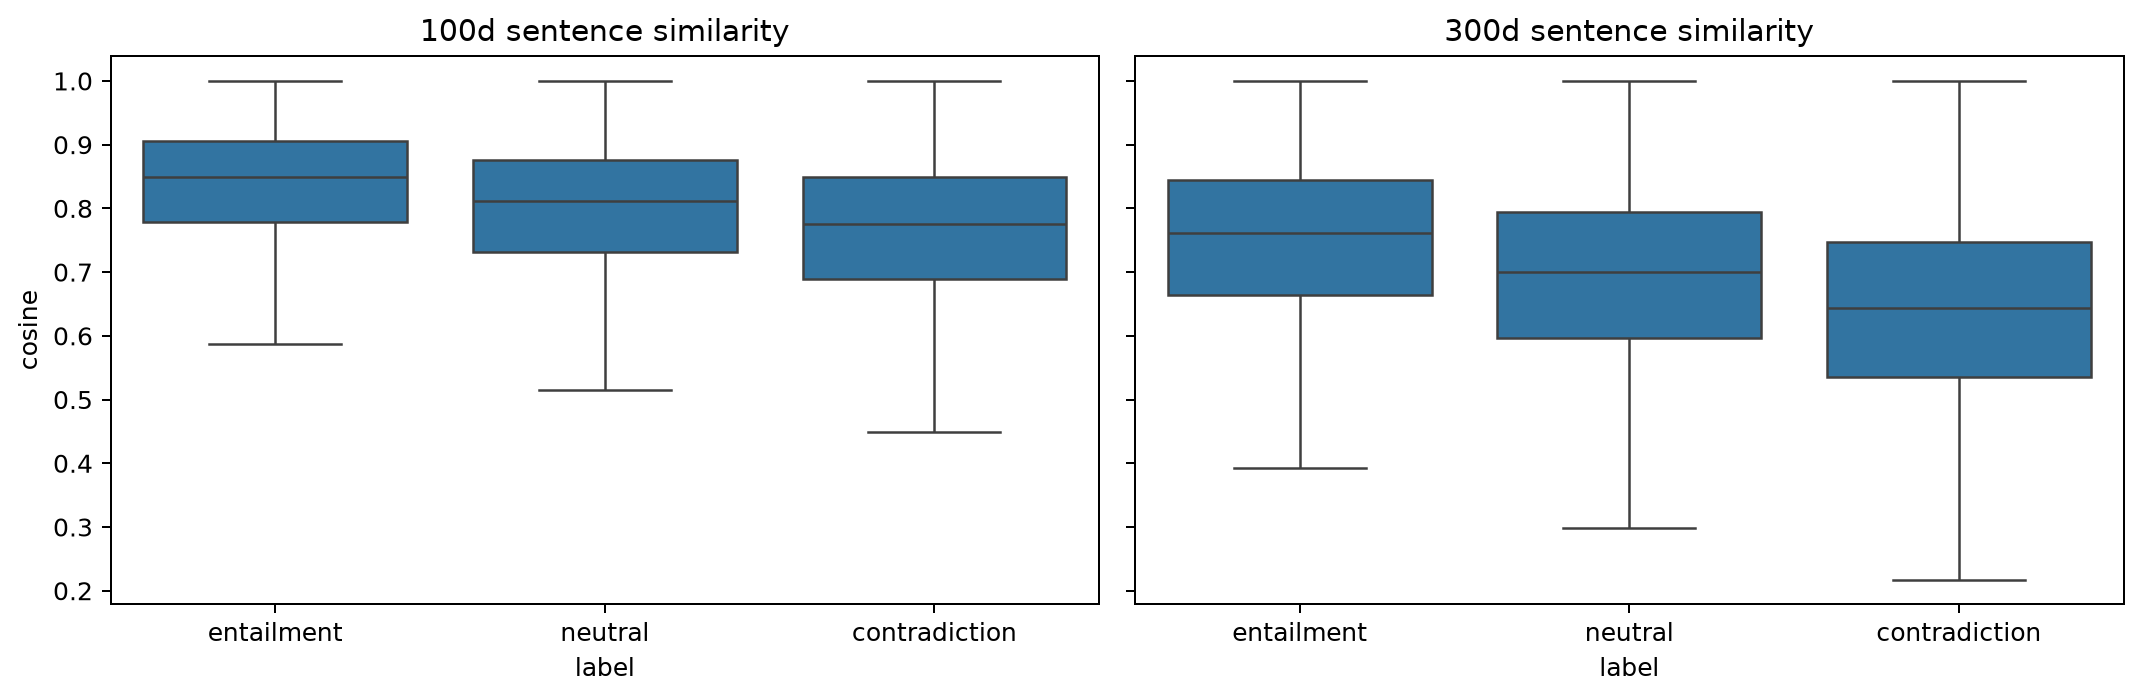 100d sentence similarity
300d sentence similarity
cosine
1.0
0.9
0.8
0.7
0.6
0.5
0.4
0.3
0.2
entailment neutral contradiction
label
entailment neutral contradiction
label